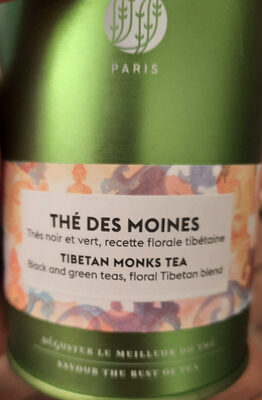 PARIS
THÉ DES MOINES
Thés noir et vert, recette florale tibétaine
TIBETAN MONKS TEA
Black and green teas, floral Tibetan blend
DÉGUSTER LE MEILLEUR DU THÉ
SAVOUR THE BEST OF TEA